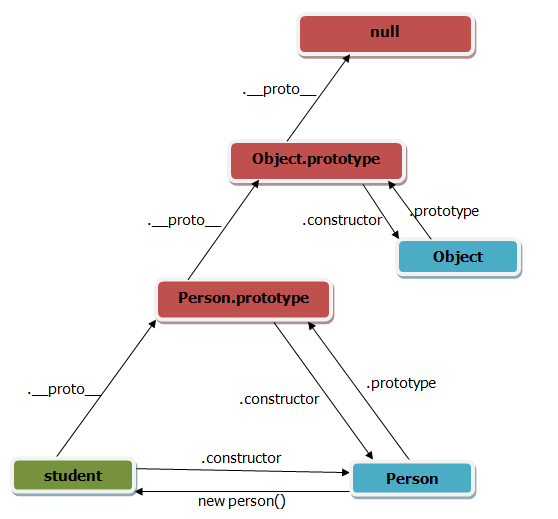 null
.__proto__
Object.prototype
.constructor
.prototype
Object
.__proto__
Person.prototype
.__proto__
.constructor
.prototype
student
.constructor
Person
new person()